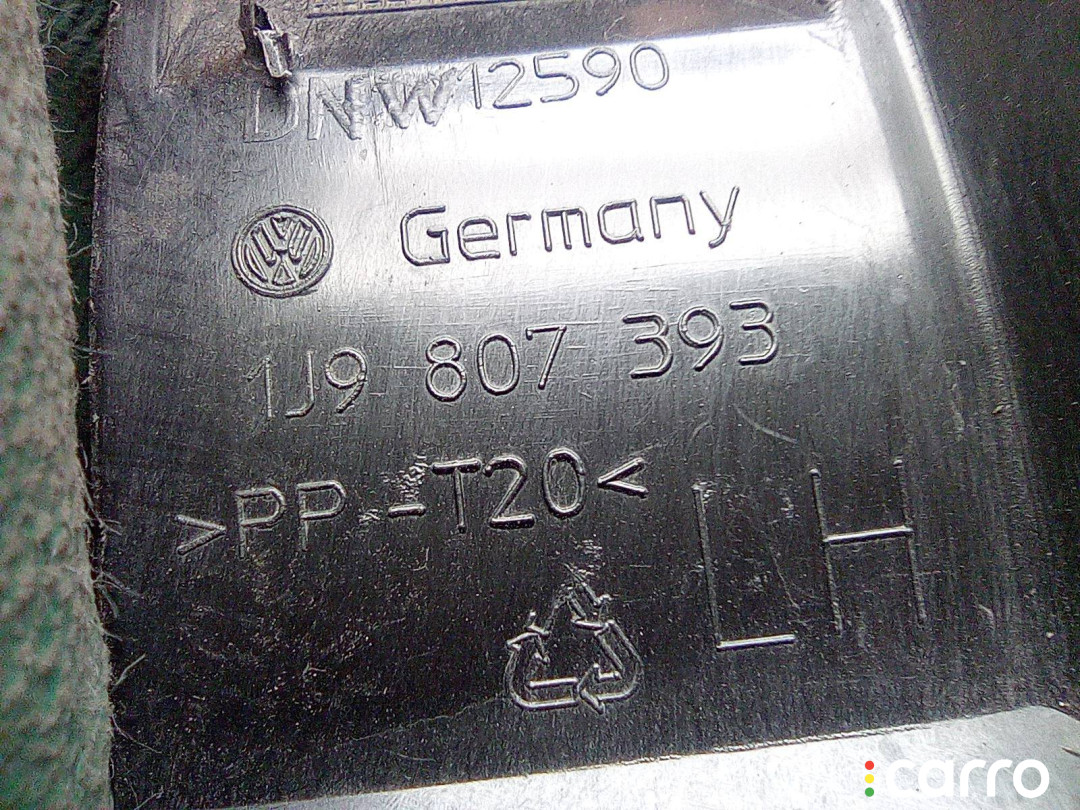 DNW12590
Germany
1J9 807 393
>PP-T20<
LH
carro